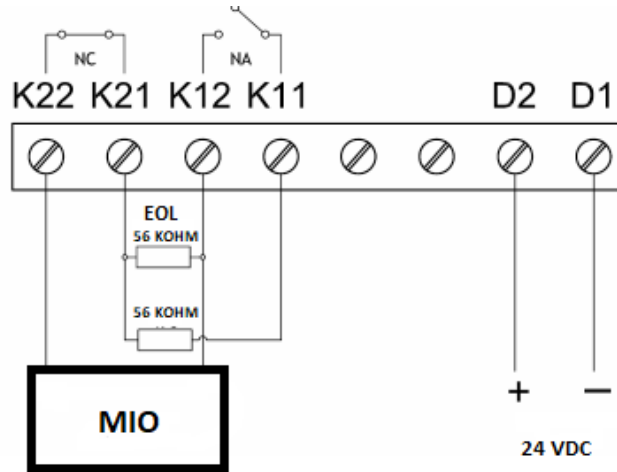 NC
NA
K22 K21 K12 K11 D2 D1
EOL
56 KOHM
56 KOHM
MIO
+ −
24 VDC